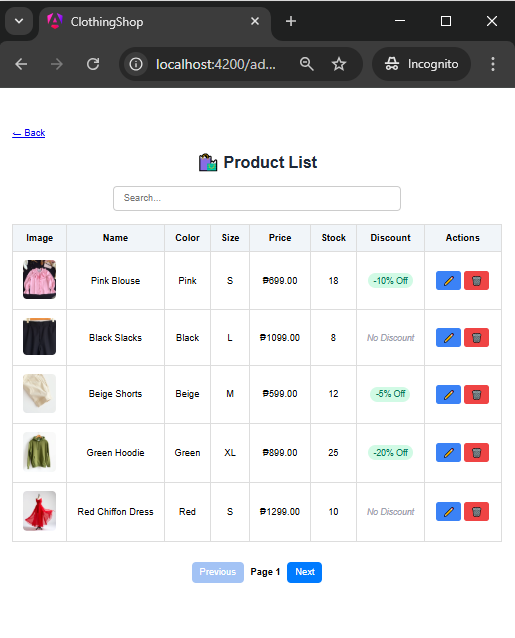 ClothingShop
localhost:4200/ad...
Incognito
← Back
Product List
Search...
Image Name Color Size Price Stock Discount Actions
Pink Blouse Pink S ₱699.00 18 -10% Off
Black Slacks Black L ₱1099.00 8 No Discount
Beige Shorts Beige M ₱599.00 12 -5% Off
Green Hoodie Green XL ₱899.00 25 -20% Off
Red Chiffon Dress Red S ₱1299.00 10 No Discount
Previous Page 1 Next